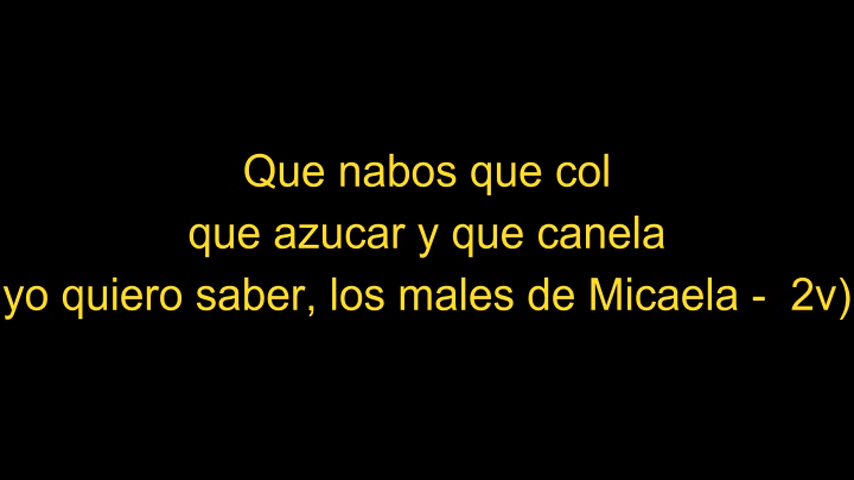 Que nabos que col
que azucar y que canela
yo quiero saber, los males de Micaela -  2v)